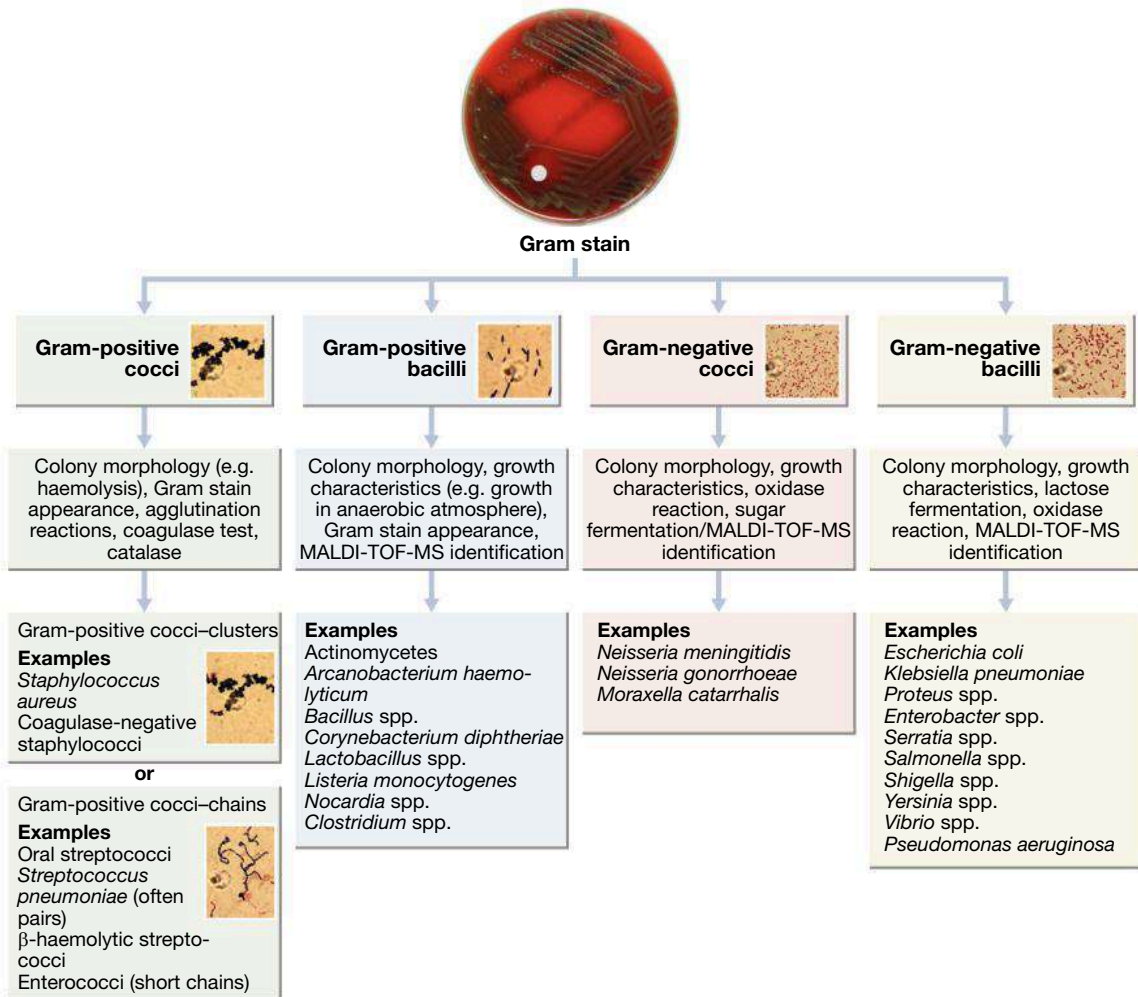 Gram stain
Gram-positive
cocci
Gram-positive
bacilli
Gram-negative
cocci
Gram-negative
bacilli
Colony morphology (e.g.
haemolysis), Gram stain
appearance, agglutination
reactions, coagulase test,
catalase
Colony morphology, growth
characteristics (e.g. growth
in anaerobic atmosphere),
Gram stain appearance,
MALDI-TOF-MS identification
Colony morphology, growth
characteristics, oxidase
reaction, sugar
fermentation/MALDI-TOF-MS
identification
Colony morphology, growth
characteristics, lactose
fermentation, oxidase
reaction, MALDI-TOF-MS
identification
Gram-positive cocci–clusters
Examples
Staphylococcus
aureus
Coagulase-negative
staphylococci
or
Gram-positive cocci–chains
Examples
Oral streptococci
Streptococcus
pneumoniae (often
pairs)
β-haemolytic strepto-
cocci
Enterococci (short chains)
Examples
Actinomycetes
Arcanobacterium haemo-
lyticum
Bacillus spp.
Corynebacterium diphtheriae
Lactobacillus spp.
Listeria monocytogenes
Nocardia spp.
Clostridium spp.
Examples
Neisseria meningitidis
Neisseria gonorrhoeae
Moraxella catarrhalis
Examples
Escherichia coli
Klebsiella pneumoniae
Proteus spp.
Enterobacter spp.
Serratia spp.
Salmonella spp.
Shigella spp.
Yersinia spp.
Vibrio spp.
Pseudomonas aeruginosa